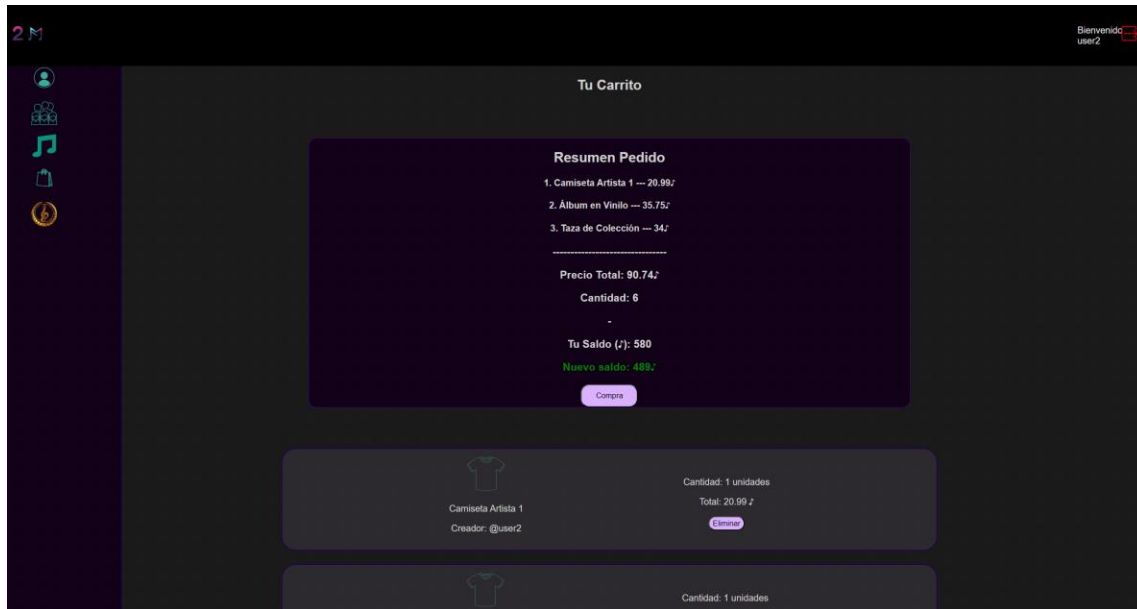 2 M
Bienvenido
user2
Tu Carrito
Resumen Pedido
1. Camiseta Artista 1 --- 20.99♪
2. Álbum en Vinilo --- 35.75♪
3. Taza de Colección --- 34♪
--------------------------------
Precio Total: 90.74♪
Cantidad: 6
-
Tu Saldo (♪): 580
Nuevo saldo: 489♪
Compra
Cantidad: 1 unidades
Total: 20.99 ♪
Camiseta Artista 1
Eliminar
Creador: @user2
Cantidad: 1 unidades